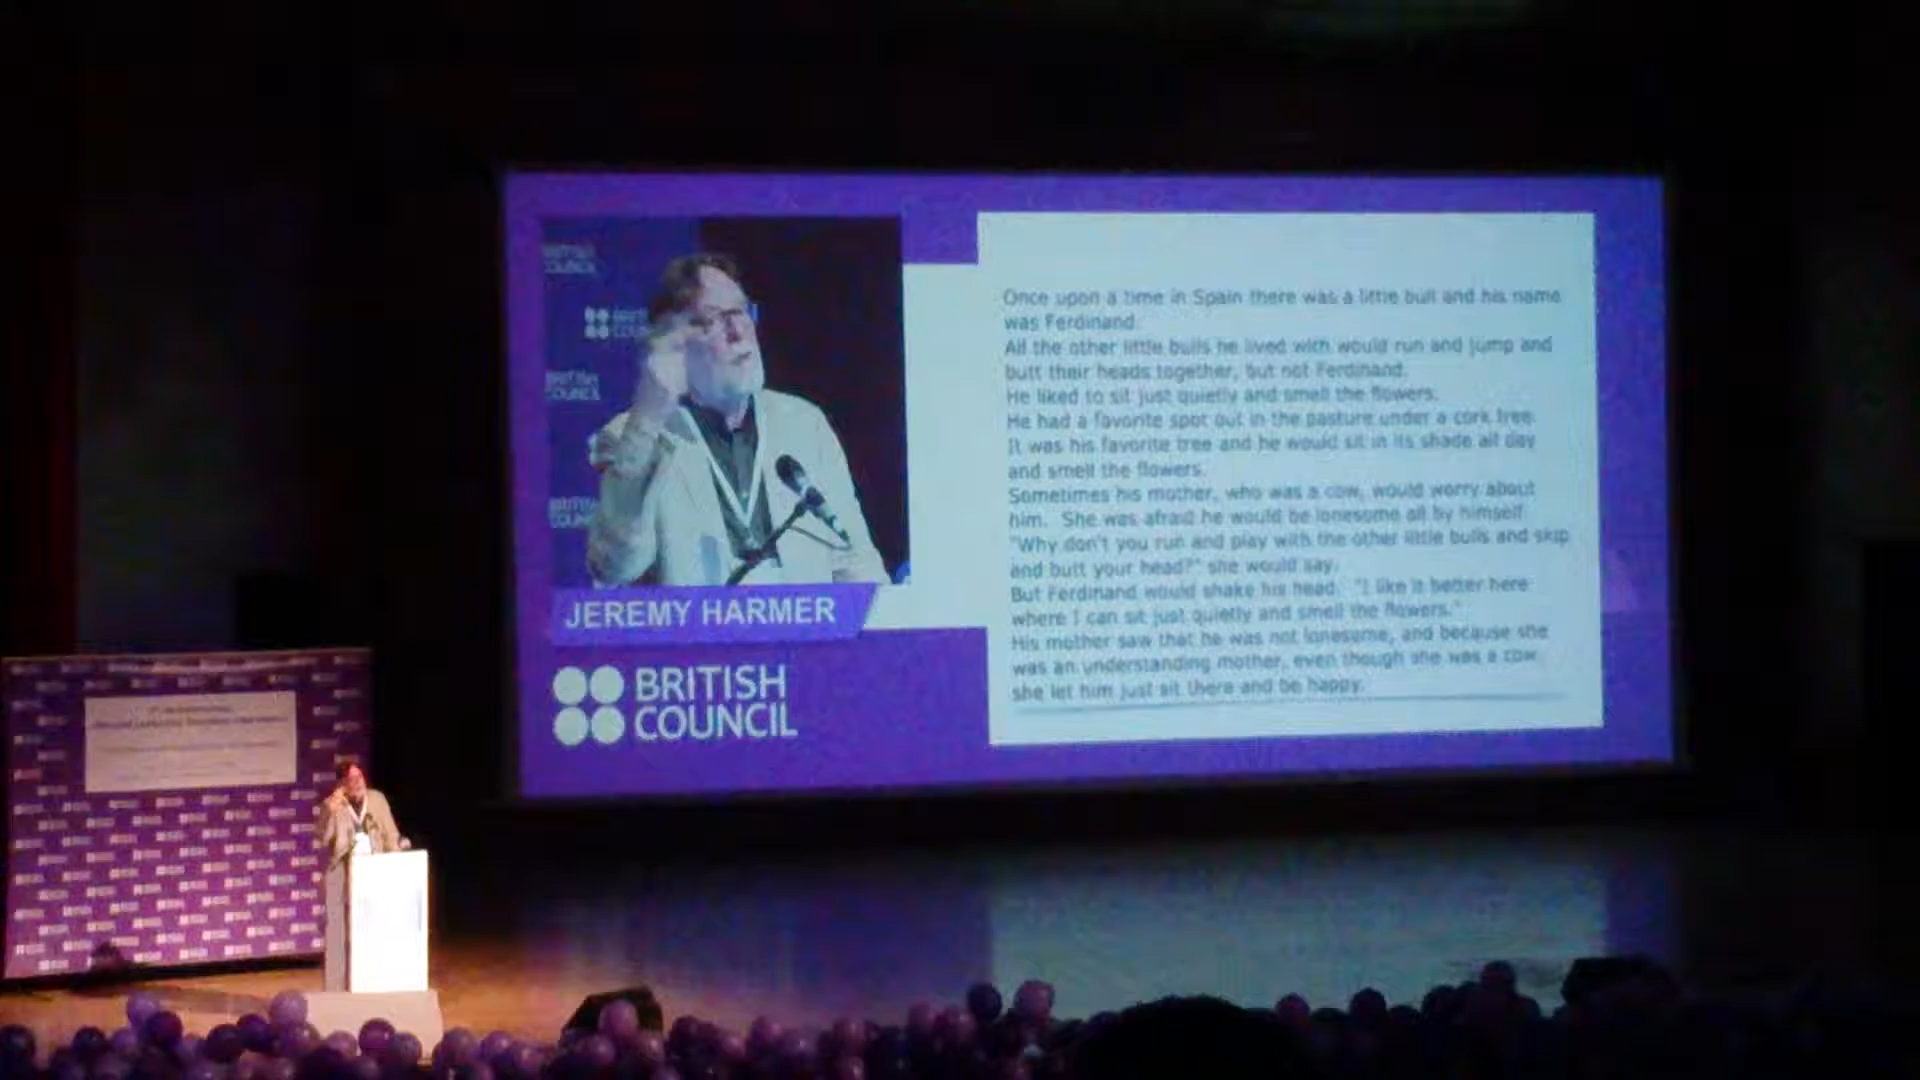 BRITISH
COUNCIL
BRITISH
COUNCIL
BRITISH
COUNCIL
BRITISH
COUNCIL
JEREMY HARMER
BRITISH
COUNCIL
Once upon a time in Spain there was a little bull and his name
was Ferdinand.
All the other little bulls he lived with would run and jump and
butt their heads together, but not Ferdinand.
He liked to sit just quietly and smell the flowers.
He had a favorite spot out in the pasture under a cork tree.
It was his favorite tree and he would sit in its shade all day
and smell the flowers.
Sometimes his mother, who was a cow, would worry about
him. She was afraid he would be lonesome all by himself.
"Why don't you run and play with the other little bulls and skip
and butt your head?" she would say.
But Ferdinand would shake his head. "I like it better here
where I can sit just quietly and smell the flowers."
His mother saw that he was not lonesome, and because she
was an understanding mother, even though she was a cow,
she let him just sit there and be happy.